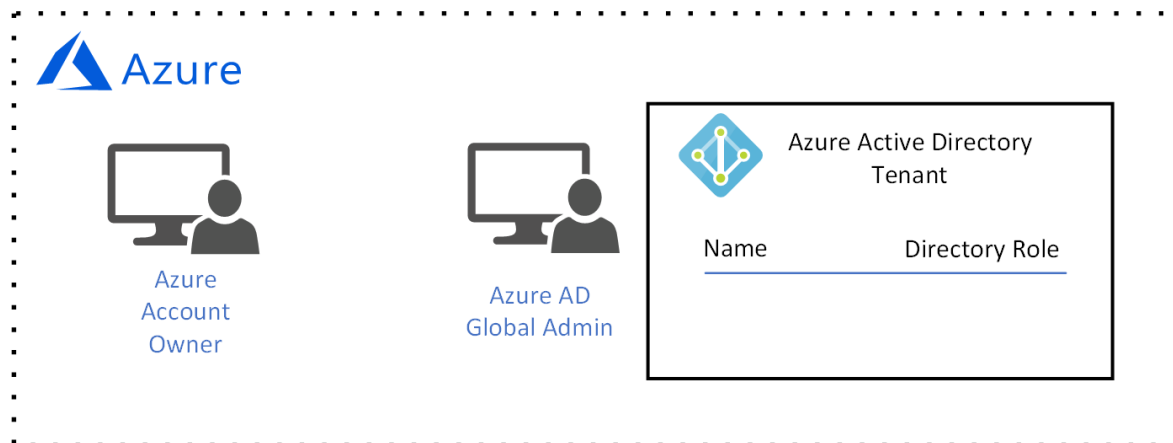 Azure
Azure Active Directory
Tenant
Name Directory Role
Azure
Account
Owner
Azure AD
Global Admin